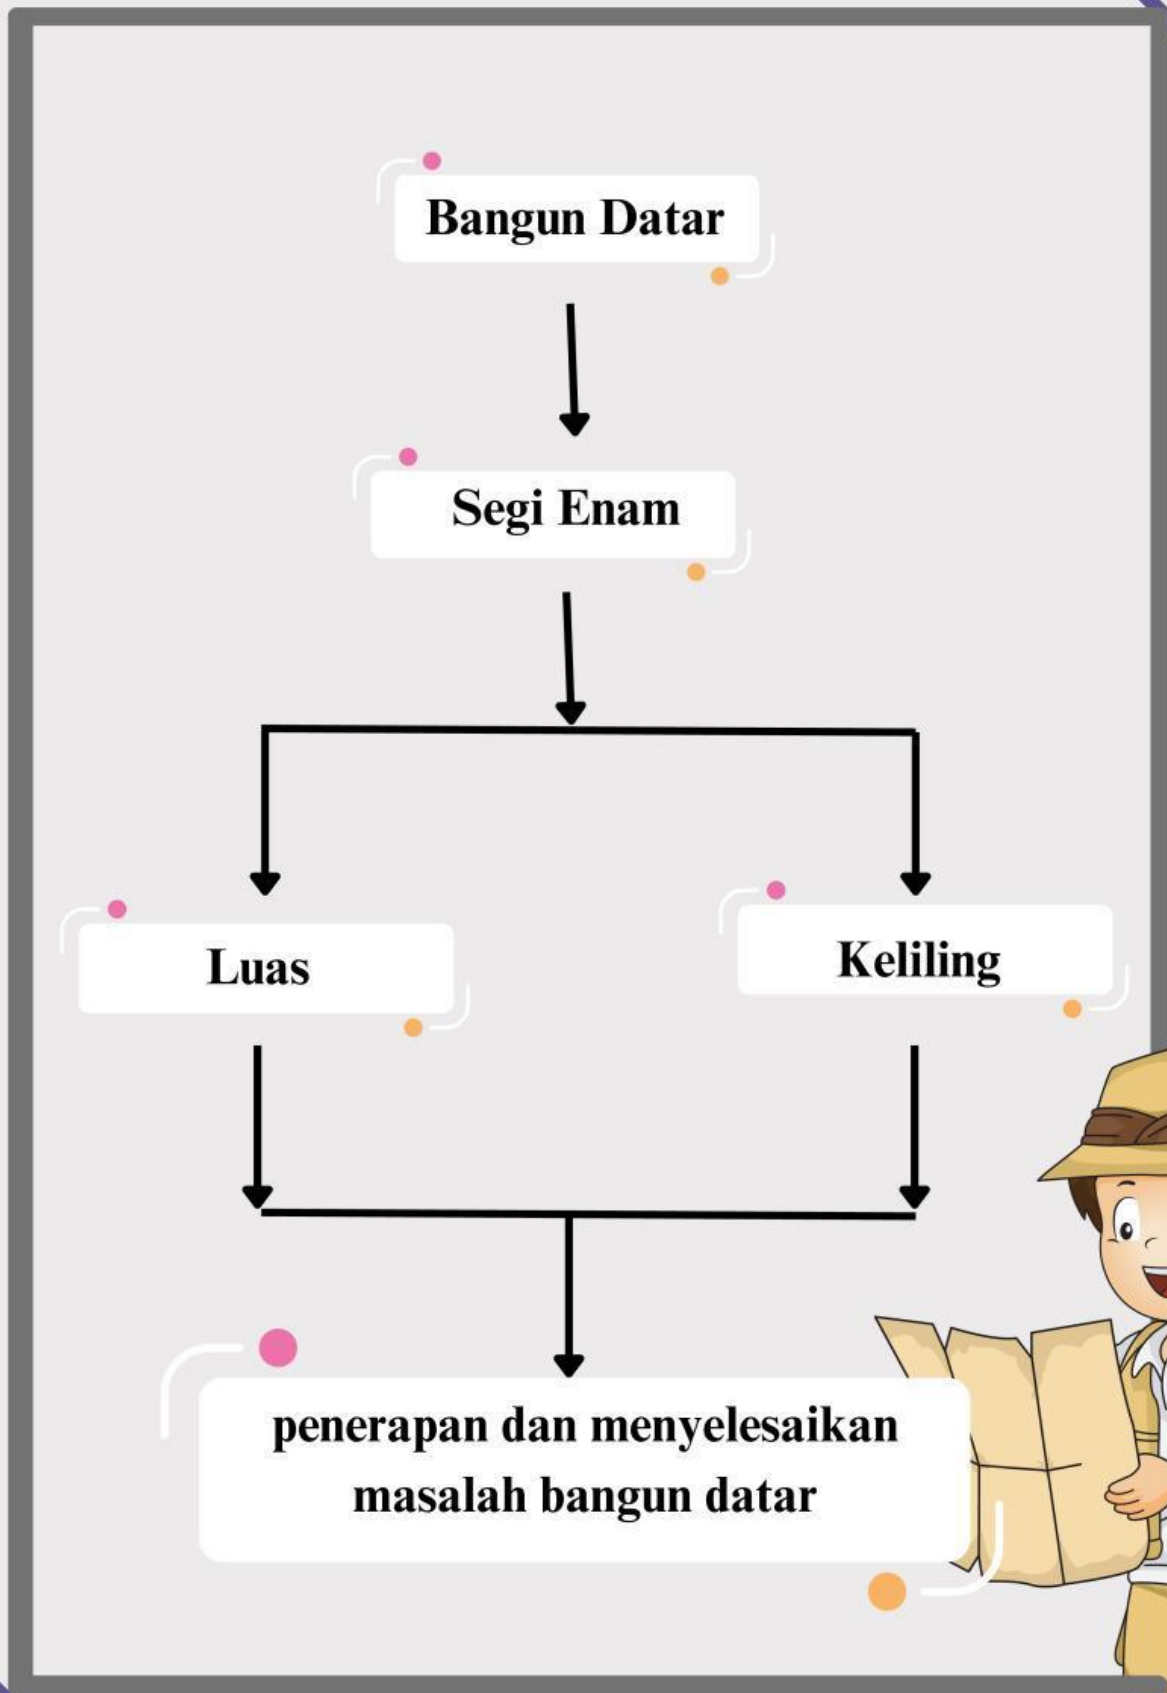 Bangun Datar
Segi Enam
Luas
Keliling
penerapan dan menyelesaikan
masalah bangun datar